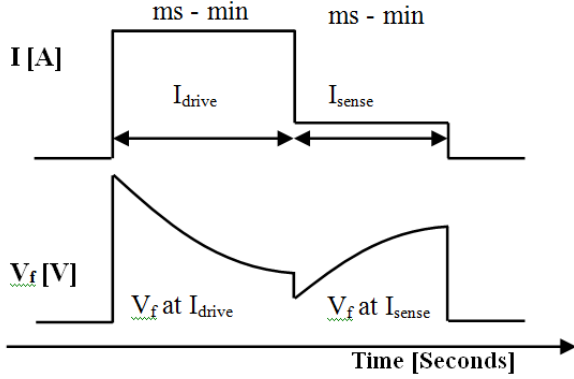 ms - min
ms - min
I [A]
Idrive
Isense
Vf [V]
Vf at Idrive
Vf at Isense
Time [Seconds]